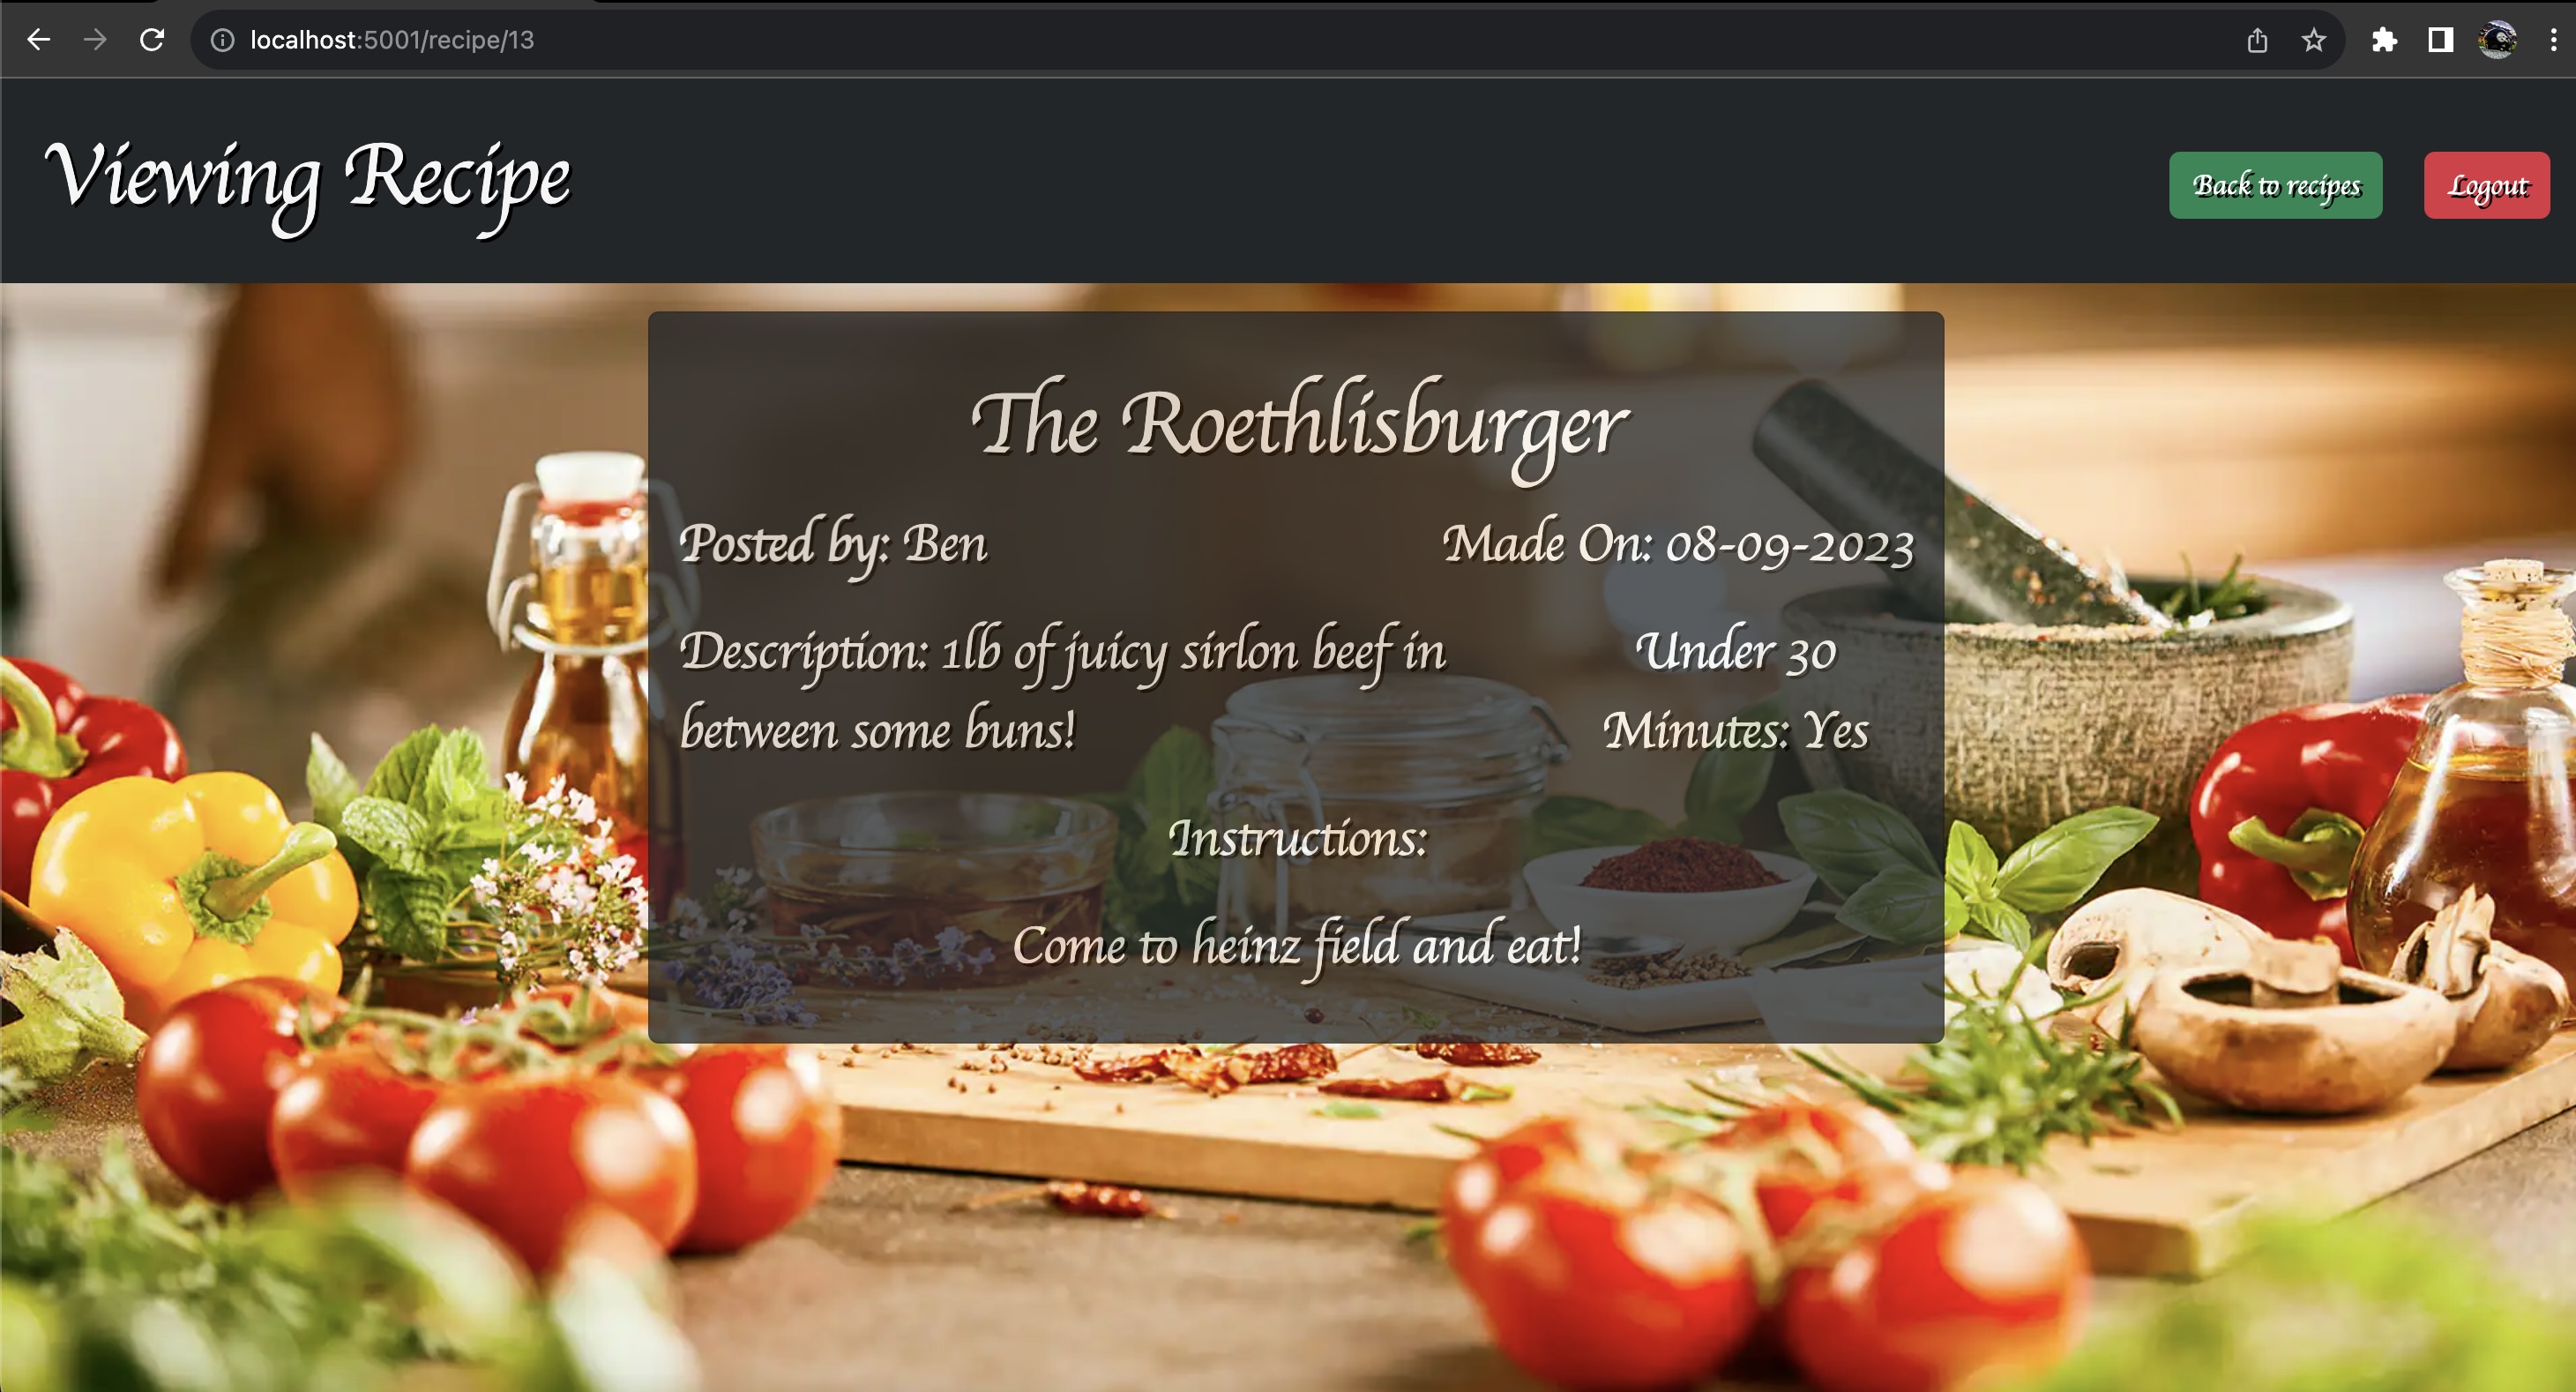 localhost:5001/recipe/13
Viewing Recipe
Back to recipes
Logout
The Roethlisburger
Posted by: Ben
Made On: 08-09-2023
Description: 1lb of juicy sirlon beef in
between some buns!
Under 30
Minutes: Yes
Instructions:
Come to heinz field and eat!